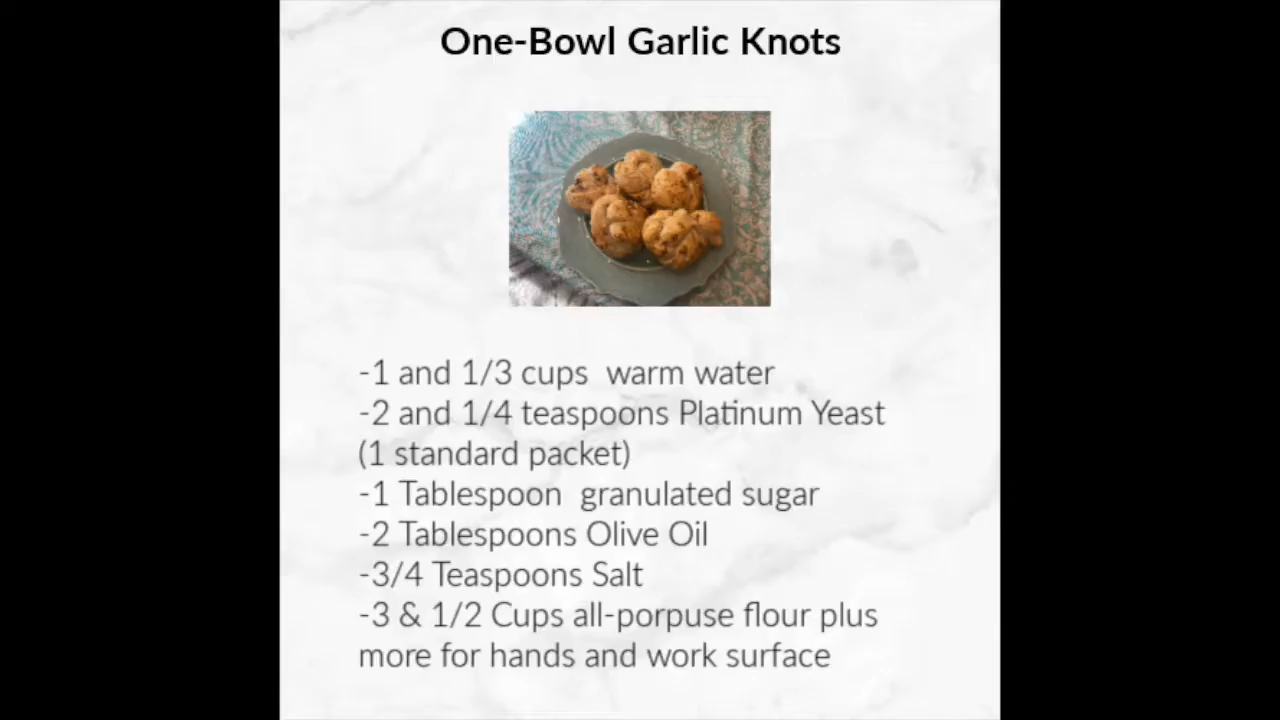 One-Bowl Garlic Knots
-1 and 1/3 cups  warm water
-2 and 1/4 teaspoons Platinum Yeast
(1 standard packet)
-1 Tablespoon  granulated sugar
-2 Tablespoons Olive Oil
-3/4 Teaspoons Salt
-3 & 1/2 Cups all-porpuse flour plus
more for hands and work surface